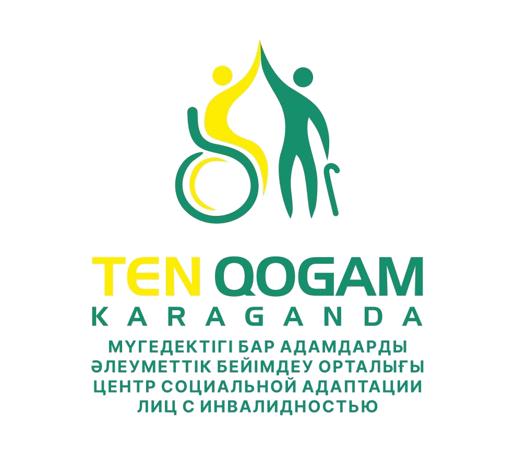 TEN QOGAM
KARAGANDA
МҮГЕДЕКТІГІ БАР АДАМДАРДЫ
ӘЛЕУМЕТТІК БЕЙІМДЕУ ОРТАЛЫҒЫ
ЦЕНТР СОЦИАЛЬНОЙ АДАПТАЦИИ
ЛИЦ С ИНВАЛИДНОСТЬЮ